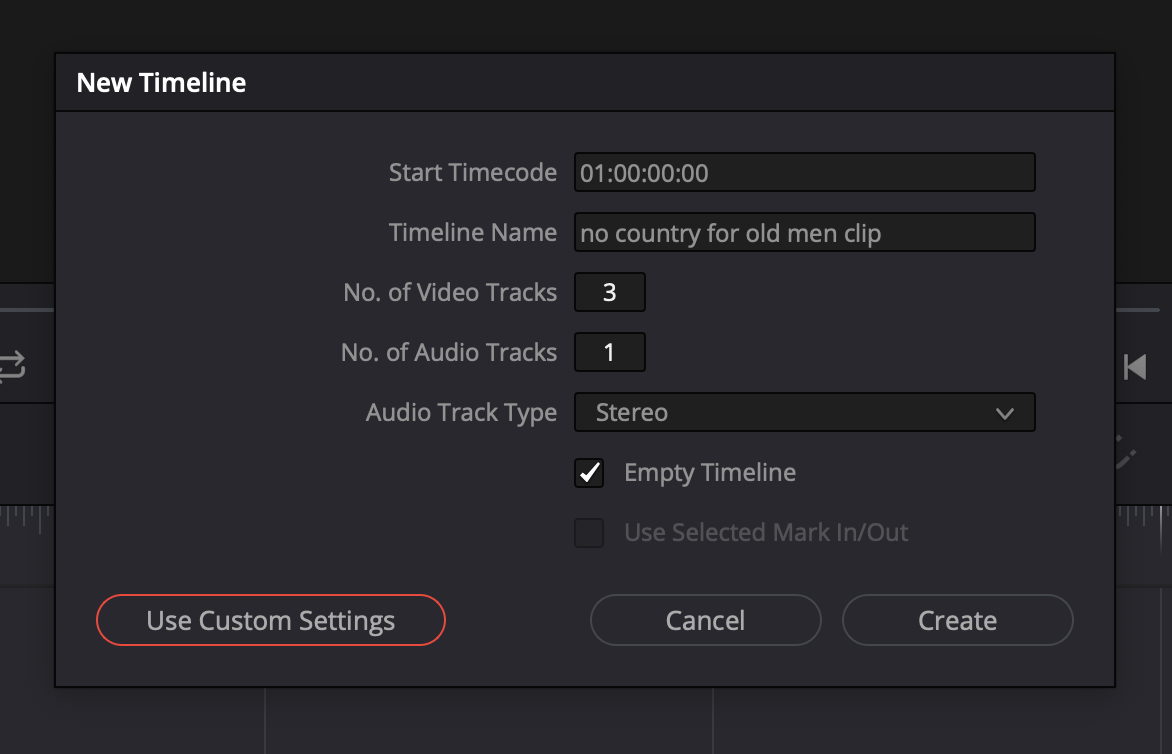 New Timeline
Start Timecode 01:00:00:00
Timeline Name no country for old men clip
No. of Video Tracks 3
No. of Audio Tracks 1
Audio Track Type Stereo
Empty Timeline
Use Selected Mark In/Out
Use Custom Settings Cancel Create